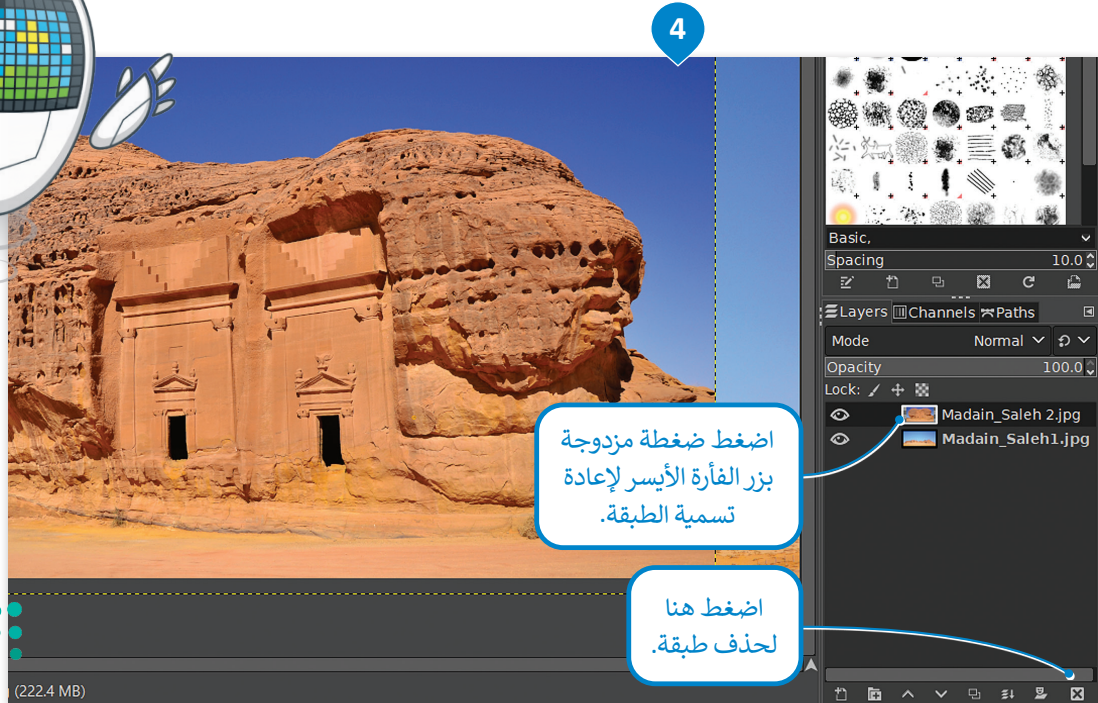 4
Basic,
Spacing 10.0
Layers Channels Paths
Mode Normal
Opacity 100.0
Lock:
Madain_Saleh 2.jpg
Madain_Saleh1.jpg
اضغط ضغطة مزدوجة
بزر الفأرة الأيسر لإعادة
تسمية الطبقة.
اضغط هنا
لحذف طبقة.
(222.4 MB)